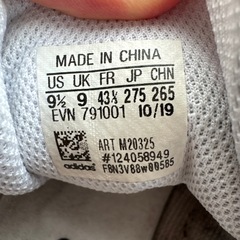 MADE IN CHINA
US UK FR JP CHN
9½ 9 43⅓ 275 265
EVN 791001 10/19
ART M20325
#124058949
adidas F8N3V88w00585